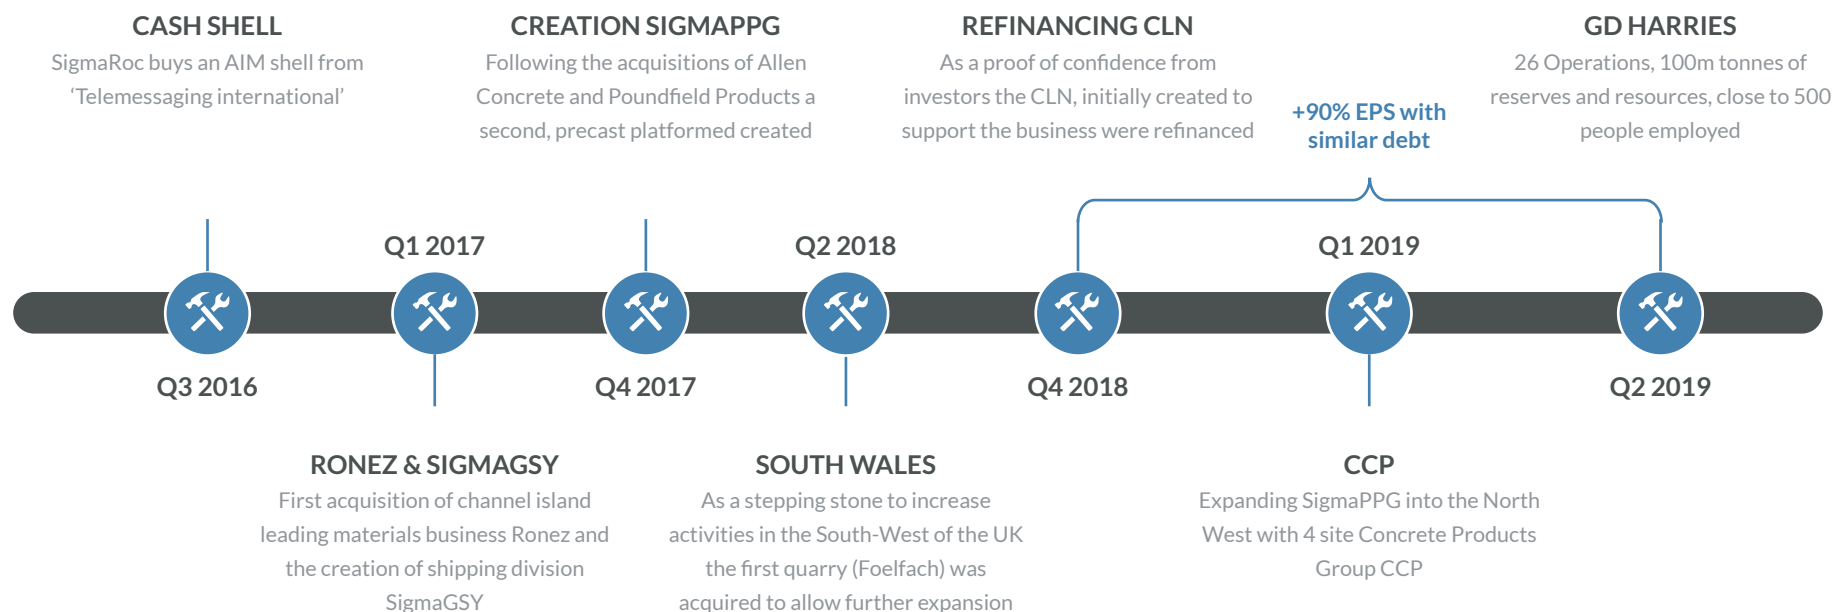 CASH SHELL
SigmaRoc buys an AIM shell from
‘Telemessaging international’
CREATION SIGMAPPG
Following the acquisitions of Allen
Concrete and Poundfield Products a
second, precast platformed created
REFINANCING CLN
As a proof of confidence from
investors the CLN, initially created to
support the business were refinanced
+90% EPS with
similar debt
GD HARRIES
26 Operations, 100m tonnes of
reserves and resources, close to 500
people employed
Q1 2017
Q2 2018
Q1 2019
Q3 2016
Q4 2017
Q4 2018
Q2 2019
RONEZ & SIGMAGSY
First acquisition of channel island
leading materials business Ronez and
the creation of shipping division
SigmaGSY
SOUTH WALES
As a stepping stone to increase
activities in the South-West of the UK
the first quarry (Foelfach) was
acquired to allow further expansion
CCP
Expanding SigmaPPG into the North
West with 4 site Concrete Products
Group CCP